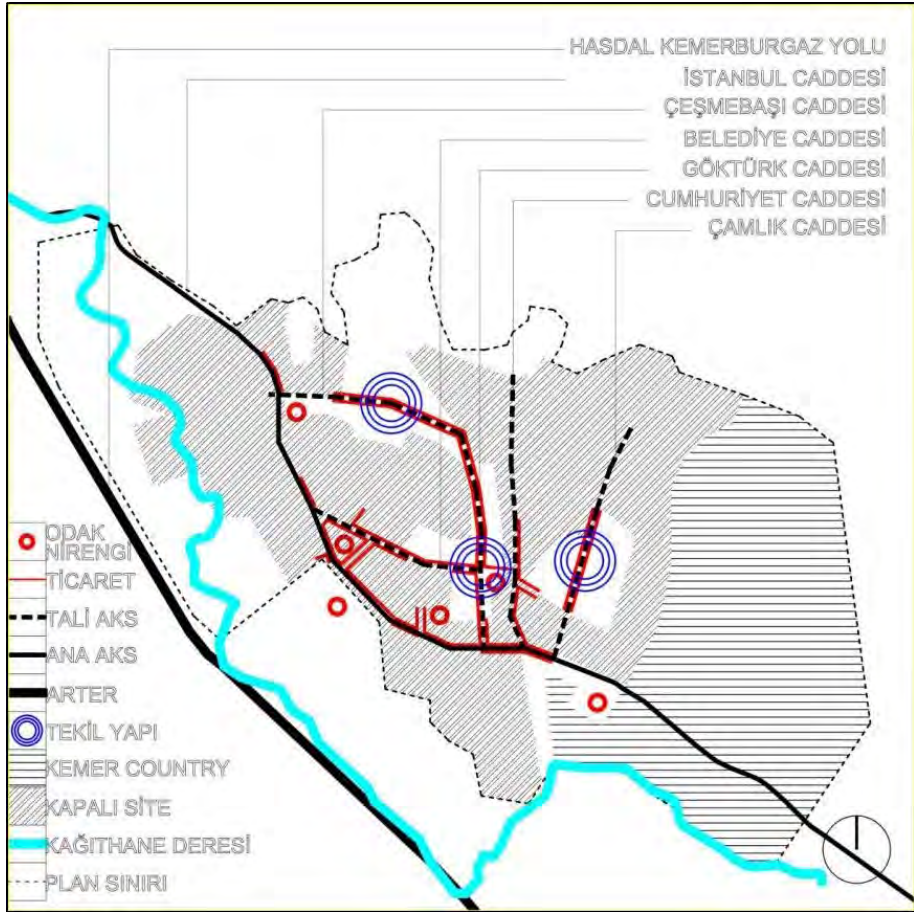 HASDAL KEMERBURGAZ YOLU
İSTANBUL CADDESİ
ÇEŞMEBAŞI CADDESİ
BELEDİYE CADDESİ
GÖKTÜRK CADDESİ
CUMHURİYET CADDESİ
ÇAMLIK CADDESİ
ODAK
NİRENGİ
TİCARET
TALİ AKS
ANA AKS
ARTER
TEKİL YAPI
KEMER COUNTRY
KAPALI SİTE
KAĞITHANE DERESİ
PLAN SINIRI